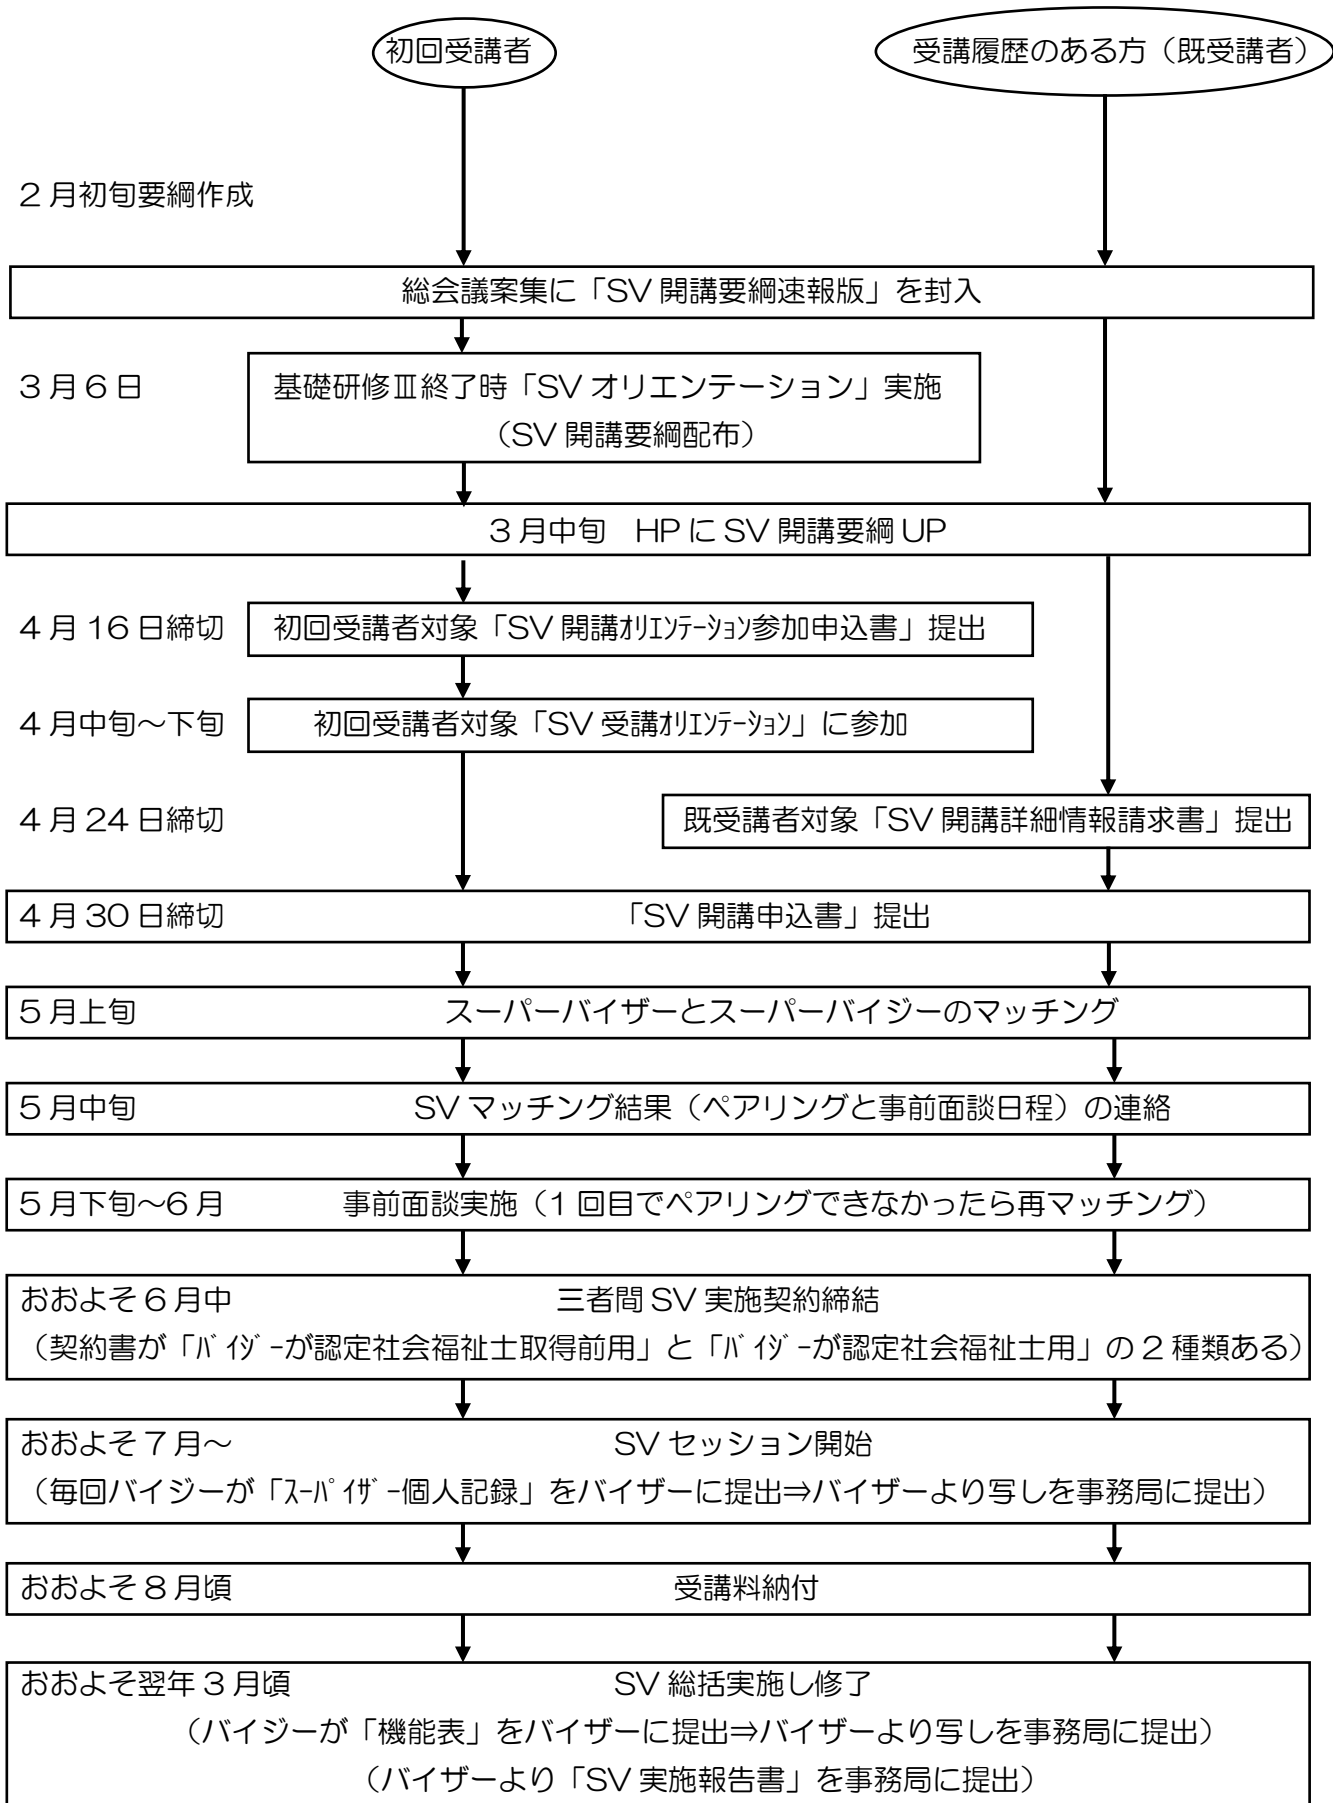 初回受講者
受講履歴のある方（既受講者）
２月初旬要綱作成
総会議案集に「SV 開講要綱速報版」を封入
３月６日
基礎研修Ⅲ終了時「SV オリエンテーション」実施
（SV 開講要綱配布）
３月中旬　HP に SV 開講要綱 UP
４月 16 日締切
初回受講者対象「SV 開講ｵﾘｴﾝﾃｰｼｮﾝ参加申込書」提出
４月中旬～下旬
初回受講者対象「SV 受講ｵﾘｴﾝﾃｰｼｮﾝ」に参加
４月 24 日締切
既受講者対象「SV 開講詳細情報請求書」提出
４月 30 日締切
「SV 開講申込書」提出
５月上旬
スーパーバイザーとスーパーバイジーのマッチング
５月中旬
SV マッチング結果（ペアリングと事前面談日程）の連絡
５月下旬～６月
事前面談実施（１回目でペアリングできなかったら再マッチング）
おおよそ６月中
三者間 SV 実施契約締結
（契約書が「ﾊﾞｲｼﾞｰが認定社会福祉士取得前用」と「ﾊﾞｲｼﾞｰが認定社会福祉士用」の２種類ある）
おおよそ７月～
SV セッション開始
（毎回バイジーが「ｽｰﾊﾟｲｻﾞｰ個人記録」をバイザーに提出⇒バイザーより写しを事務局に提出）
おおよそ８月頃
受講料納付
おおよそ翌年３月頃
SV 総括実施し修了
（バイジーが「機能表」をバイザーに提出⇒バイザーより写しを事務局に提出）
（バイザーより「SV 実施報告書」を事務局に提出）